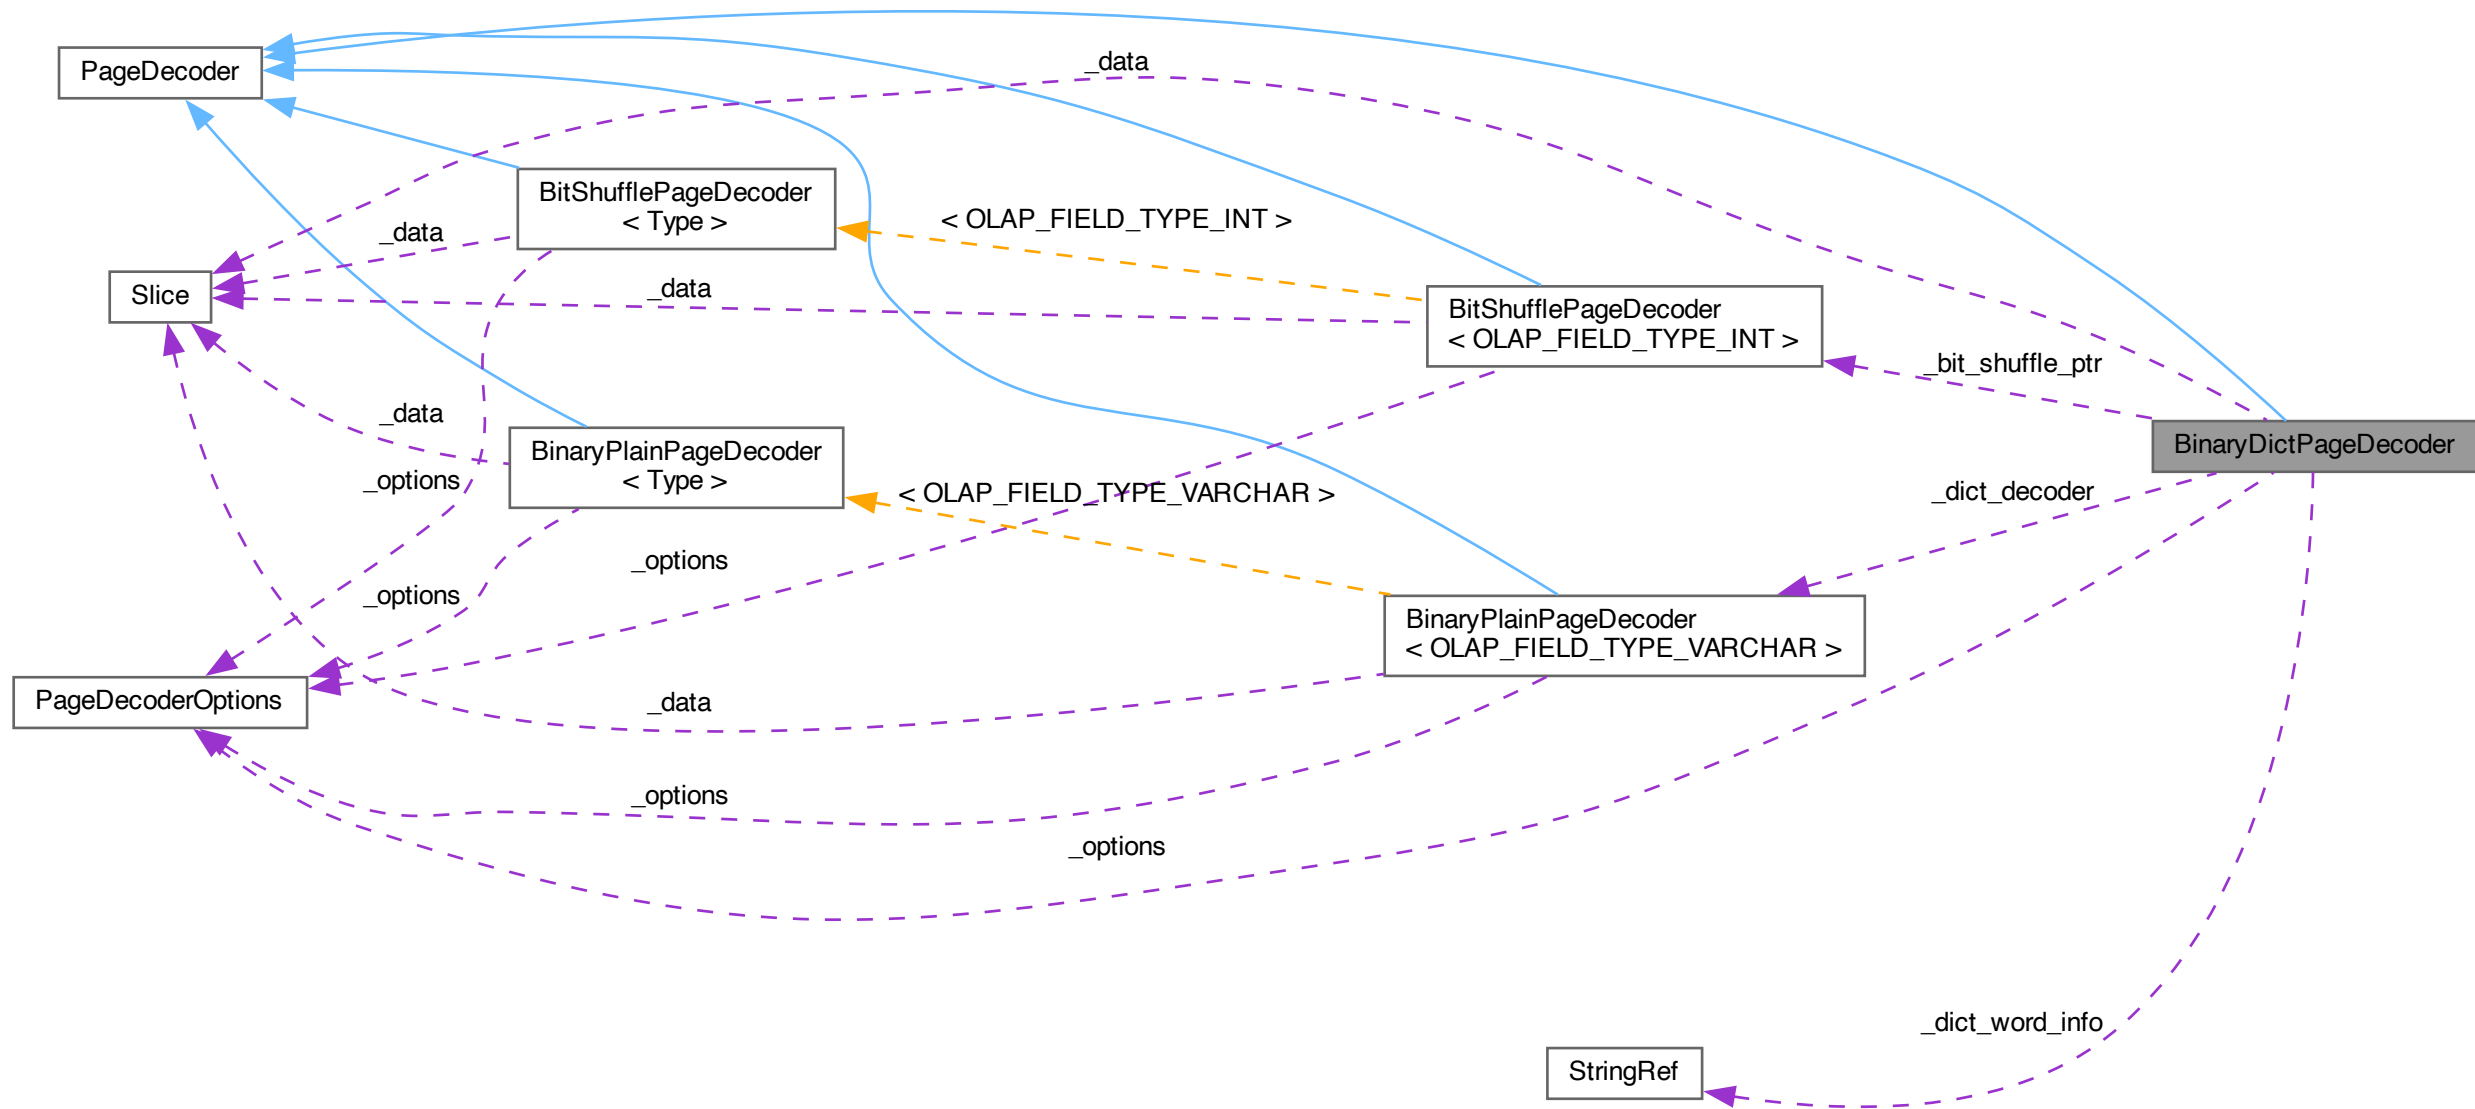 PageDecoder
_data
BitShufflePageDecoder
< Type >
< OLAP_FIELD_TYPE_INT >
_data
Slice
_data
BitShufflePageDecoder
< OLAP_FIELD_TYPE_INT >
_bit_shuffle_ptr
_data
BinaryPlainPageDecoder
< Type >
BinaryDictPageDecoder
_options
< OLAP_FIELD_TYPE_VARCHAR >
_dict_decoder
_options
_options
BinaryPlainPageDecoder
< OLAP_FIELD_TYPE_VARCHAR >
PageDecoderOptions
_data
_options
_options
_dict_word_info
StringRef